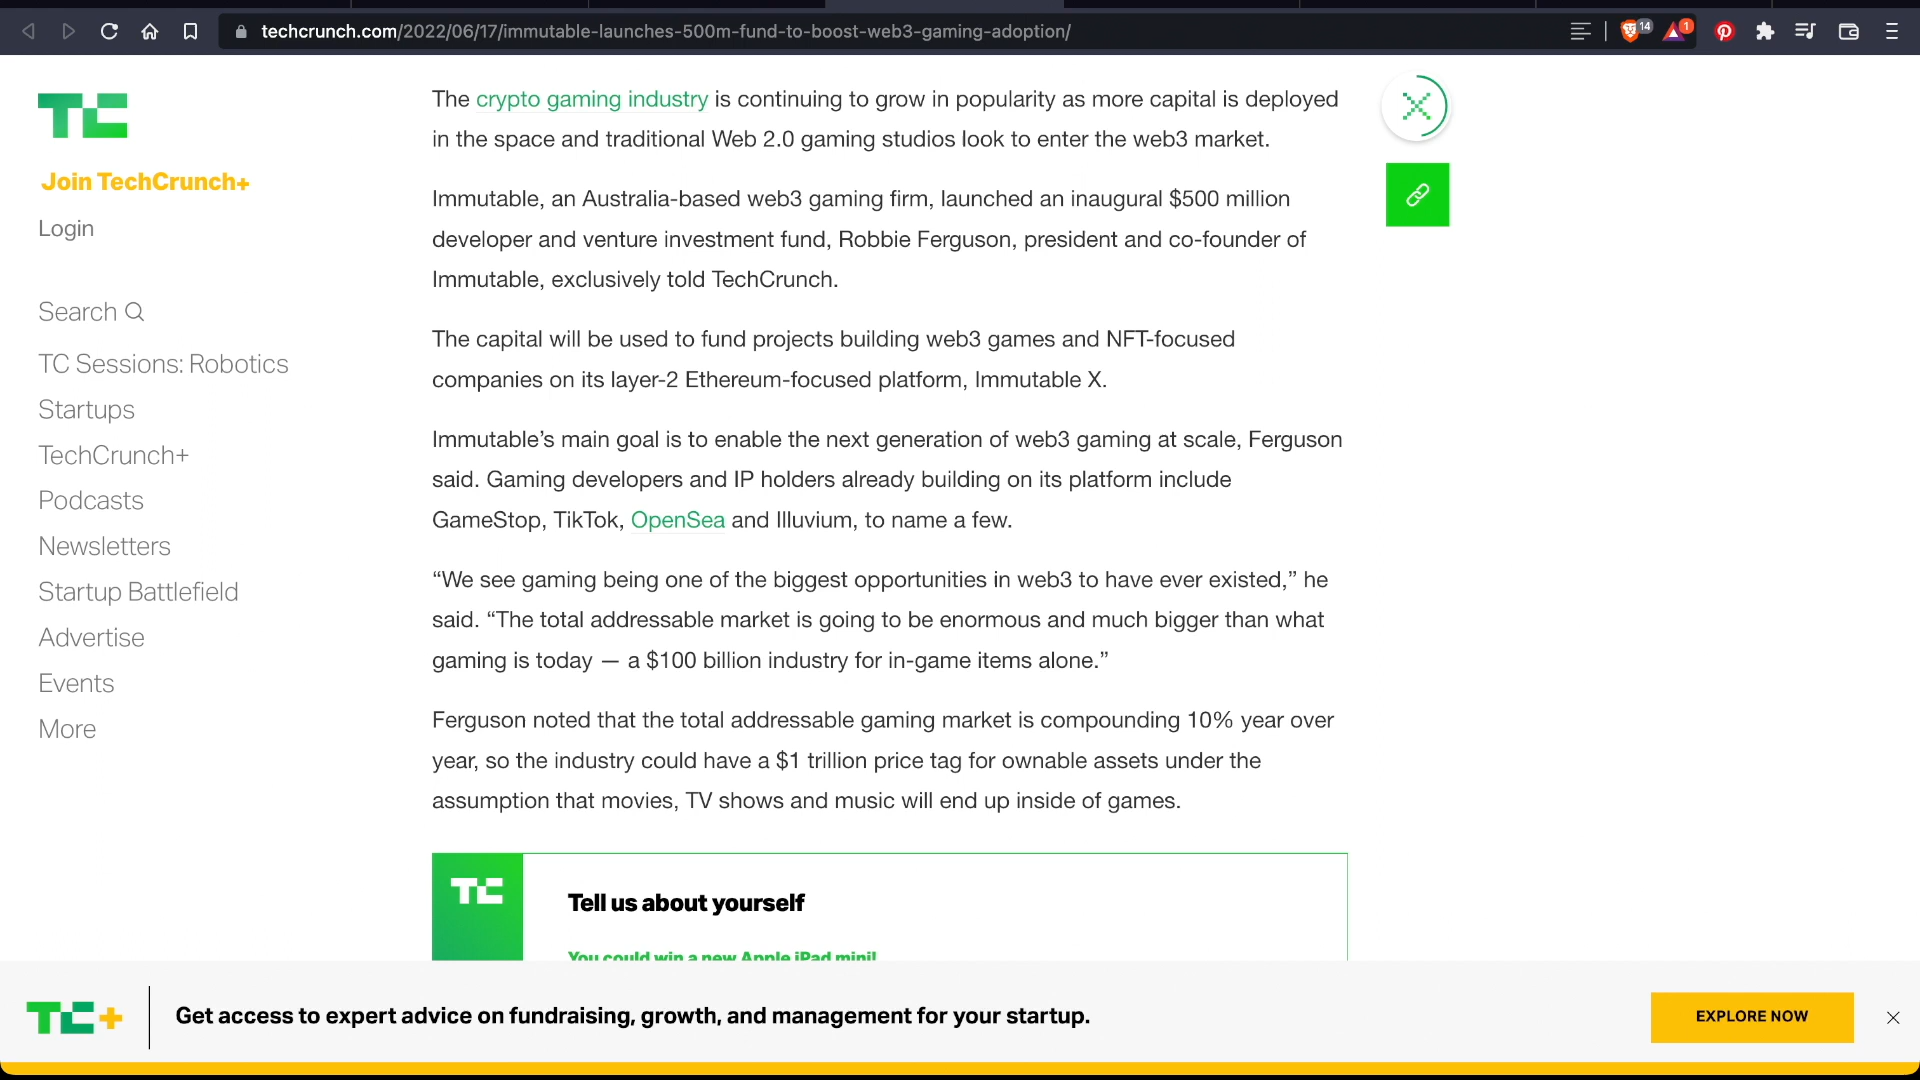 techcrunch.com/2022/06/17/immutable-launches-500m-fund-to-boost-web3-gaming-adoption/
14
1
TC
Join TechCrunch+
Login
Search
TC Sessions: Robotics
Startups
TechCrunch+
Podcasts
Newsletters
Startup Battlefield
Advertise
Events
More
The crypto gaming industry is continuing to grow in popularity as more capital is deployed
in the space and traditional Web 2.0 gaming studios look to enter the web3 market.
Immutable, an Australia-based web3 gaming firm, launched an inaugural $500 million
developer and venture investment fund, Robbie Ferguson, president and co-founder of
Immutable, exclusively told TechCrunch.
The capital will be used to fund projects building web3 games and NFT-focused
companies on its layer-2 Ethereum-focused platform, Immutable X.
Immutable’s main goal is to enable the next generation of web3 gaming at scale, Ferguson
said. Gaming developers and IP holders already building on its platform include
GameStop, TikTok, OpenSea and Illuvium, to name a few.
“We see gaming being one of the biggest opportunities in web3 to have ever existed,” he
said. “The total addressable market is going to be enormous and much bigger than what
gaming is today — a $100 billion industry for in-game items alone.”
Ferguson noted that the total addressable gaming market is compounding 10% year over
year, so the industry could have a $1 trillion price tag for ownable assets under the
assumption that movies, TV shows and music will end up inside of games.
TC
Tell us about yourself
You could win a new Apple iPad mini!
TC+
Get access to expert advice on fundraising, growth, and management for your startup.
EXPLORE NOW